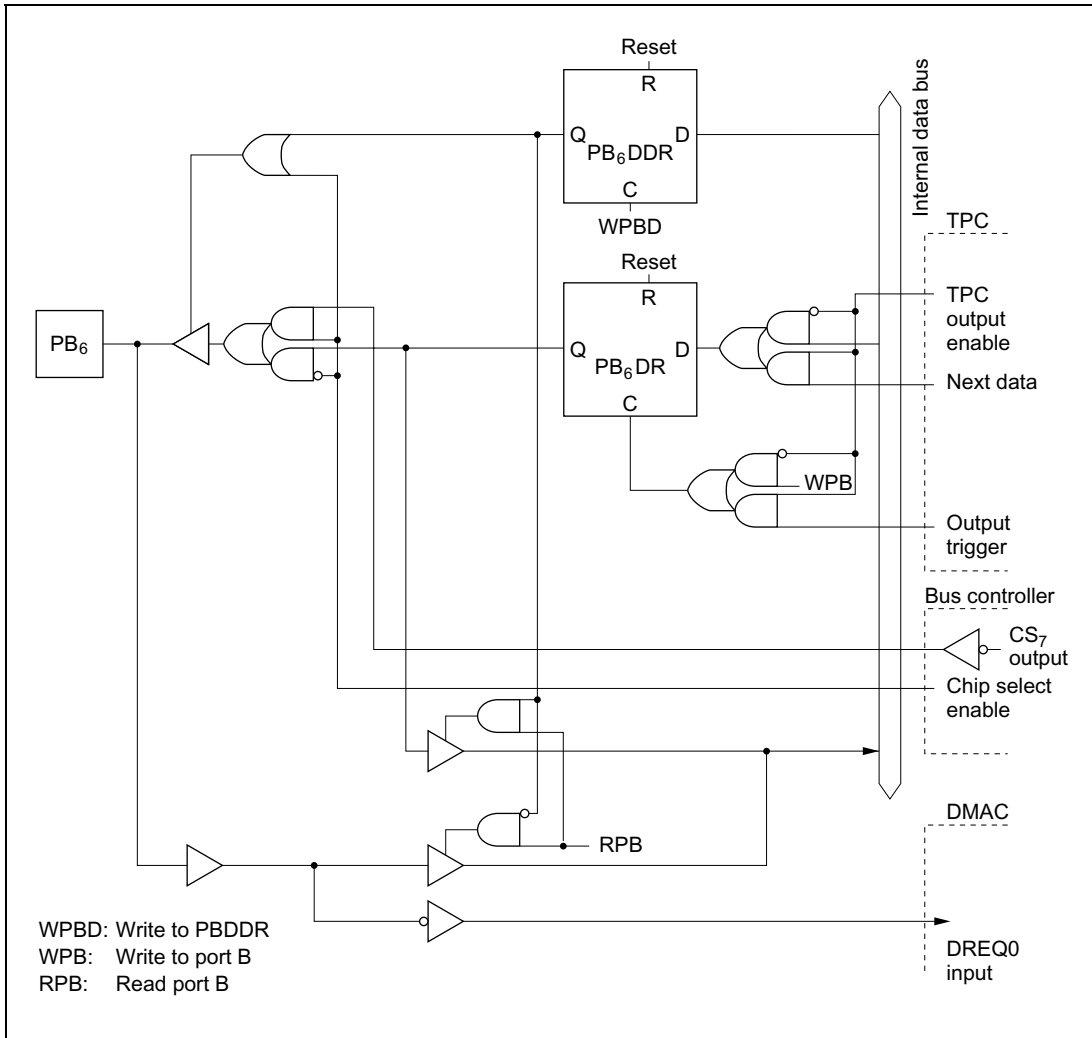 Reset
R
Q
D
PB6DDR
C
WPBD
Internal data bus
TPC
Reset
R
Q
D
PB6DR
C
TPC
output
enable
Next data
PB6
WPB
Output
trigger
Bus controller
CS7
output
Chip select
enable
DMAC
RPB
DREQ0
input
WPBD: Write to PBDDR
WPB: Write to port B
RPB: Read port B